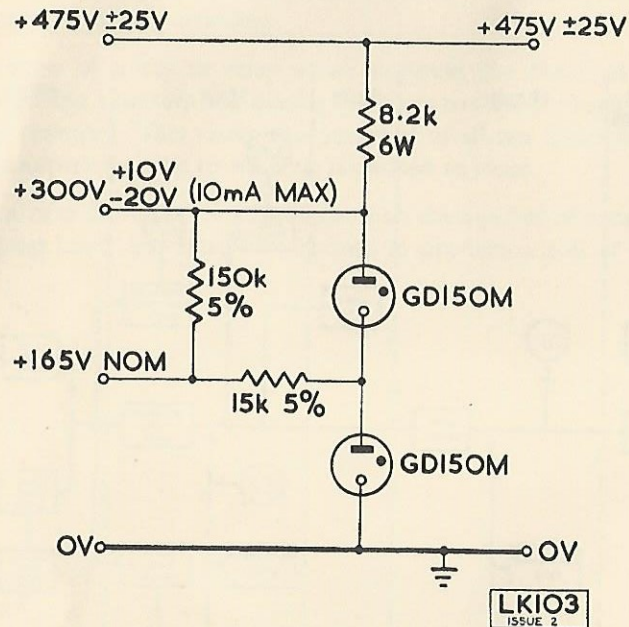 +475V ±25V
+475V ±25V
8.2k
6W
+10V
+300V -20V (10mA MAX)
150k
5%
GD150M
+165V NOM
15k 5%
GD150M
0V
0V
LK103
ISSUE 2